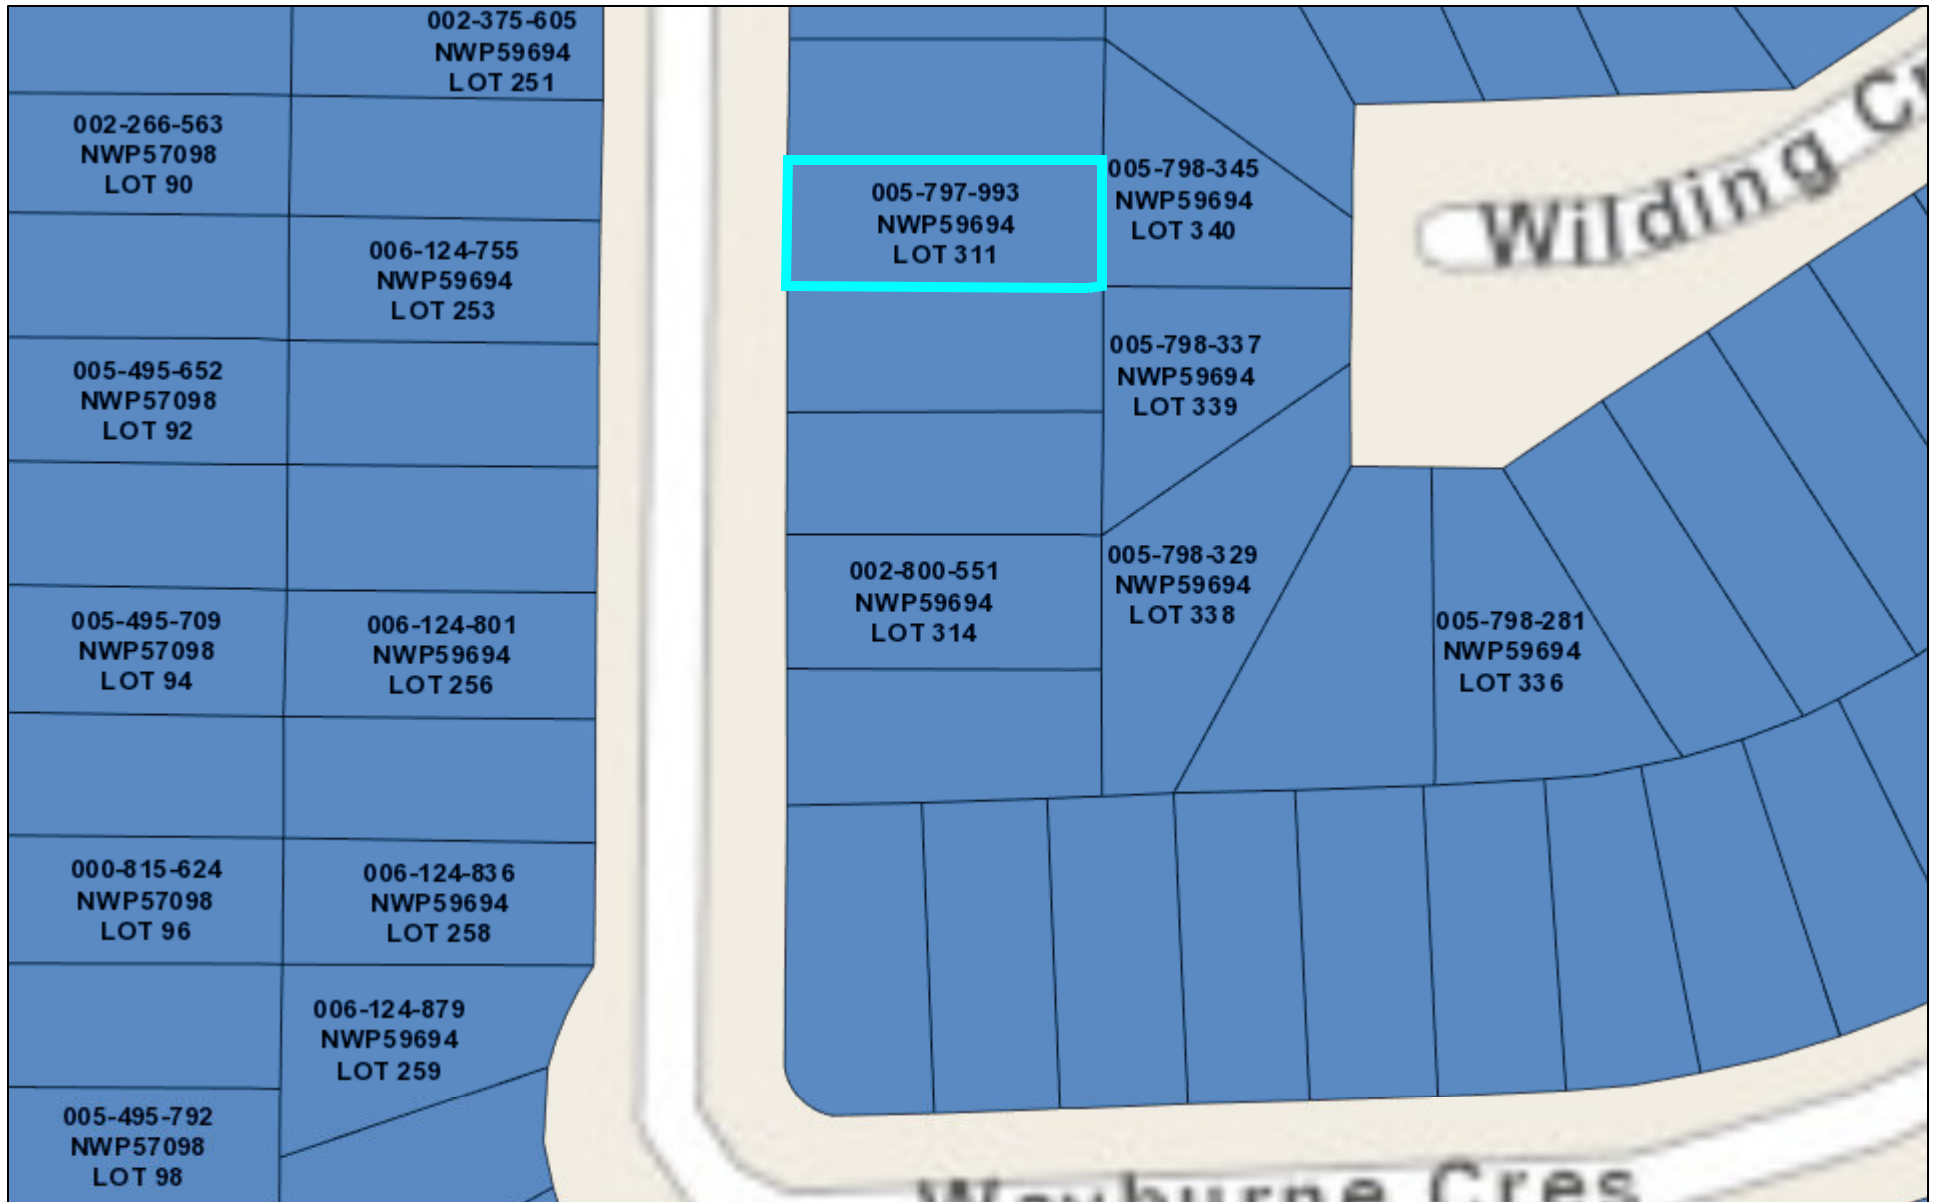 002-375-605
NWP59694
LOT 251
002-266-563
NWP57098
LOT 90
006-124-755
NWP59694
LOT 253
005-495-652
NWP57098
LOT 92
005-495-709
NWP57098
LOT 94
006-124-801
NWP59694
LOT 256
000-815-624
NWP57098
LOT 96
006-124-836
NWP59694
LOT 258
006-124-879
NWP59694
LOT 259
005-495-792
NWP57098
LOT 98
005-797-993
NWP59694
LOT 311
005-798-345
NWP59694
LOT 340
005-798-337
NWP59694
LOT 339
002-800-551
NWP59694
LOT 314
005-798-329
NWP59694
LOT 338
005-798-281
NWP59694
LOT 336
Wilding
Cres